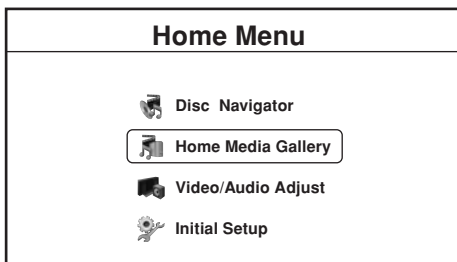 Home Menu
Disc Navigator
Home Media Gallery
Video/Audio Adjust
Initial Setup